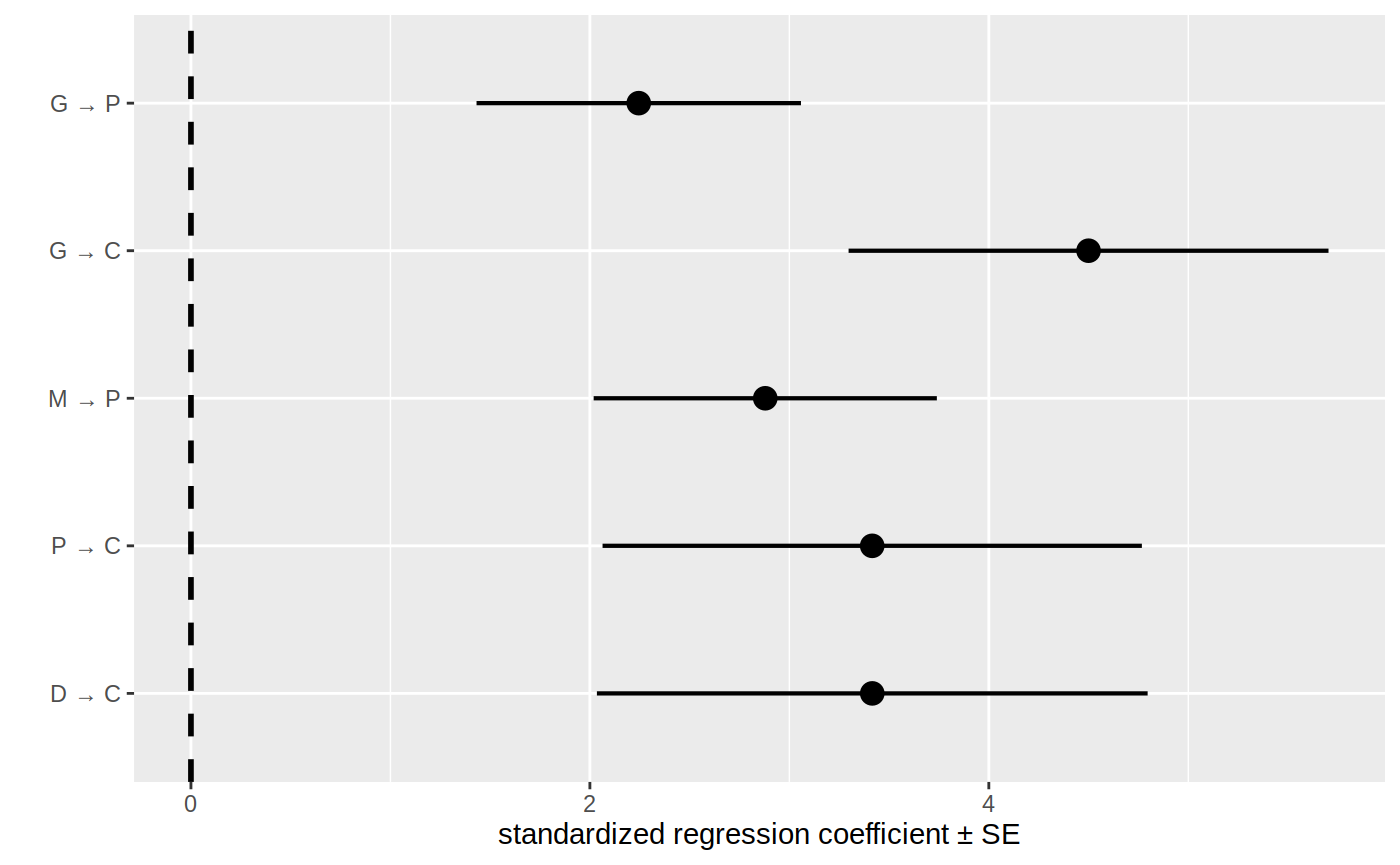 G → P
G → C
M → P
P → C
D → C
0 2 4
standardized regression coefficient ± SE